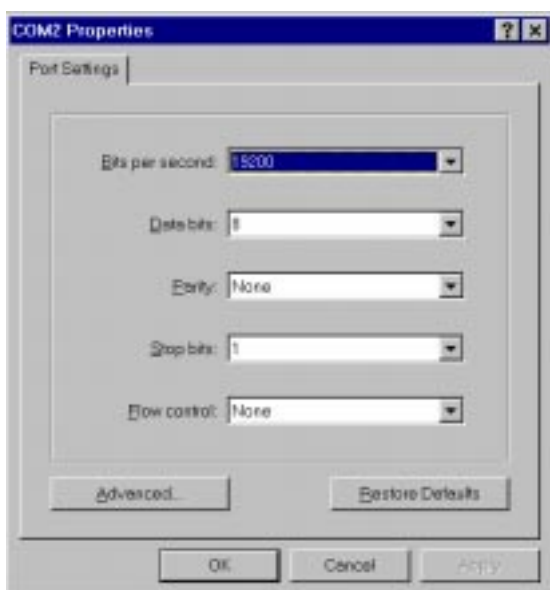 COM2 Properties
Port Settings
Bits per second: 19200
Data bits: 8
Parity: None
Stop bits: 1
Flow control: None
Advanced... Restore Defaults
OK Cancel Apply